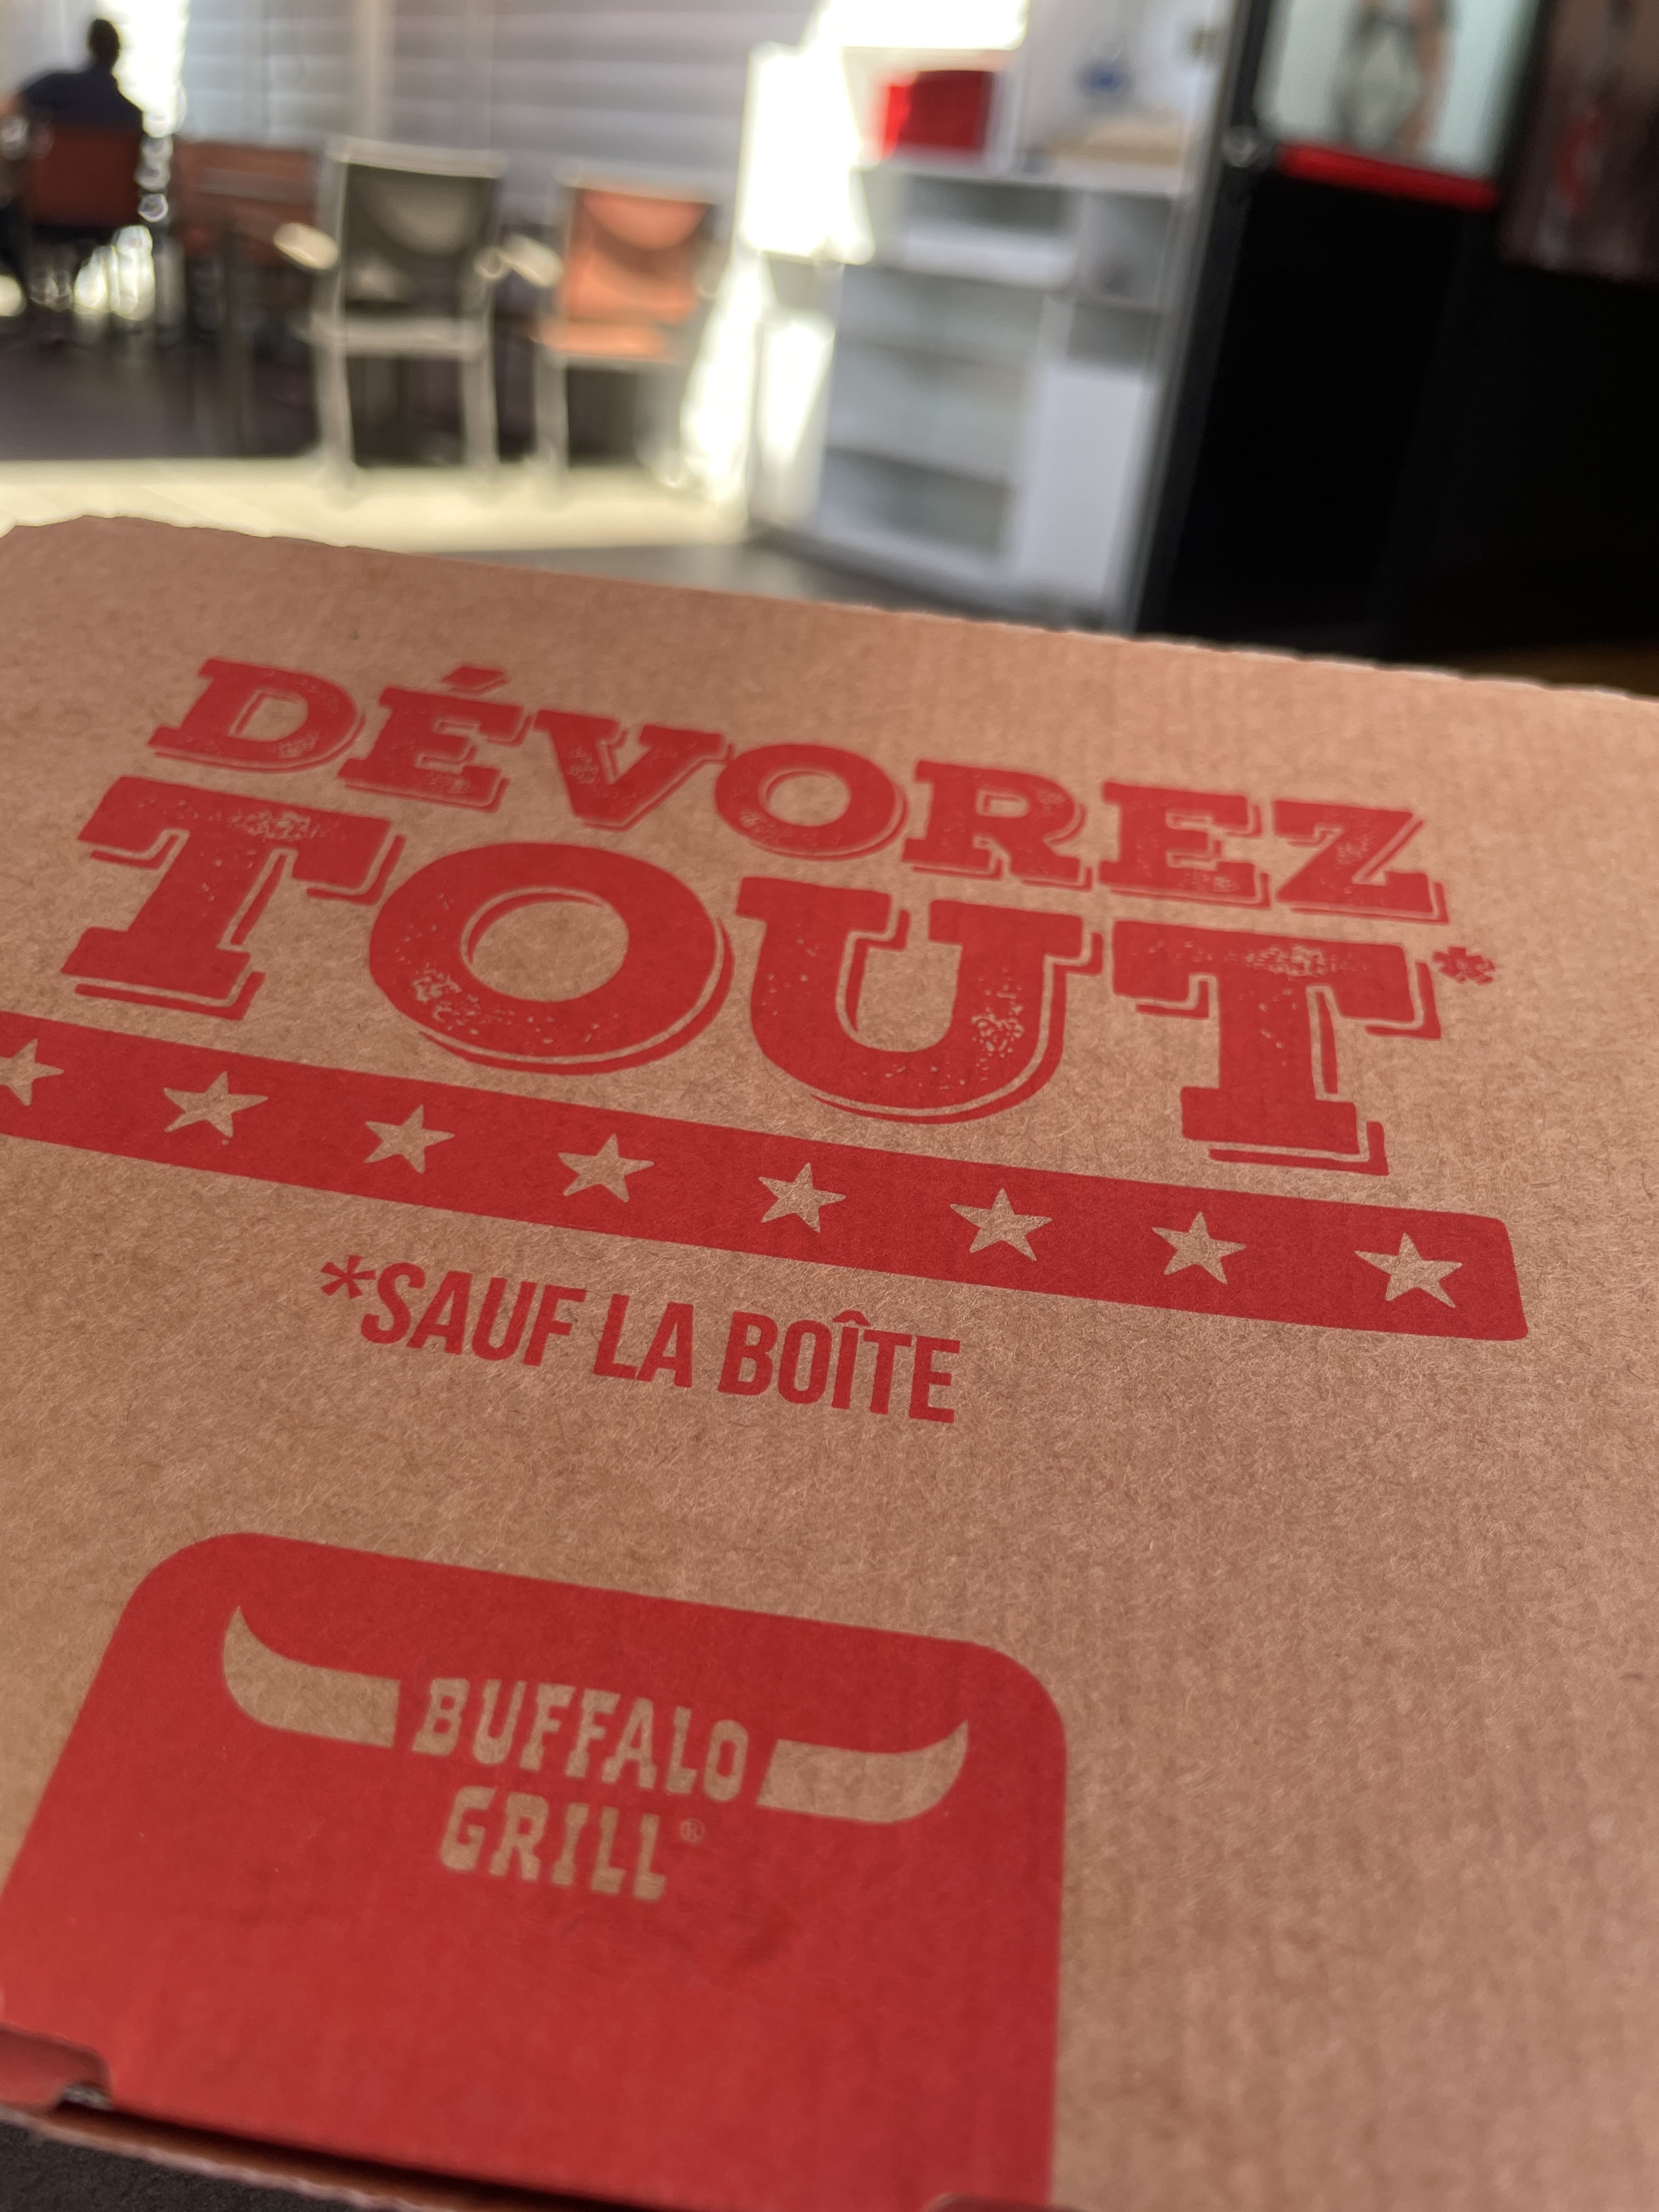 DÉVOREZ
TOUT*
*SAUF LA BOÎTE
BUFFALO
GRILL®